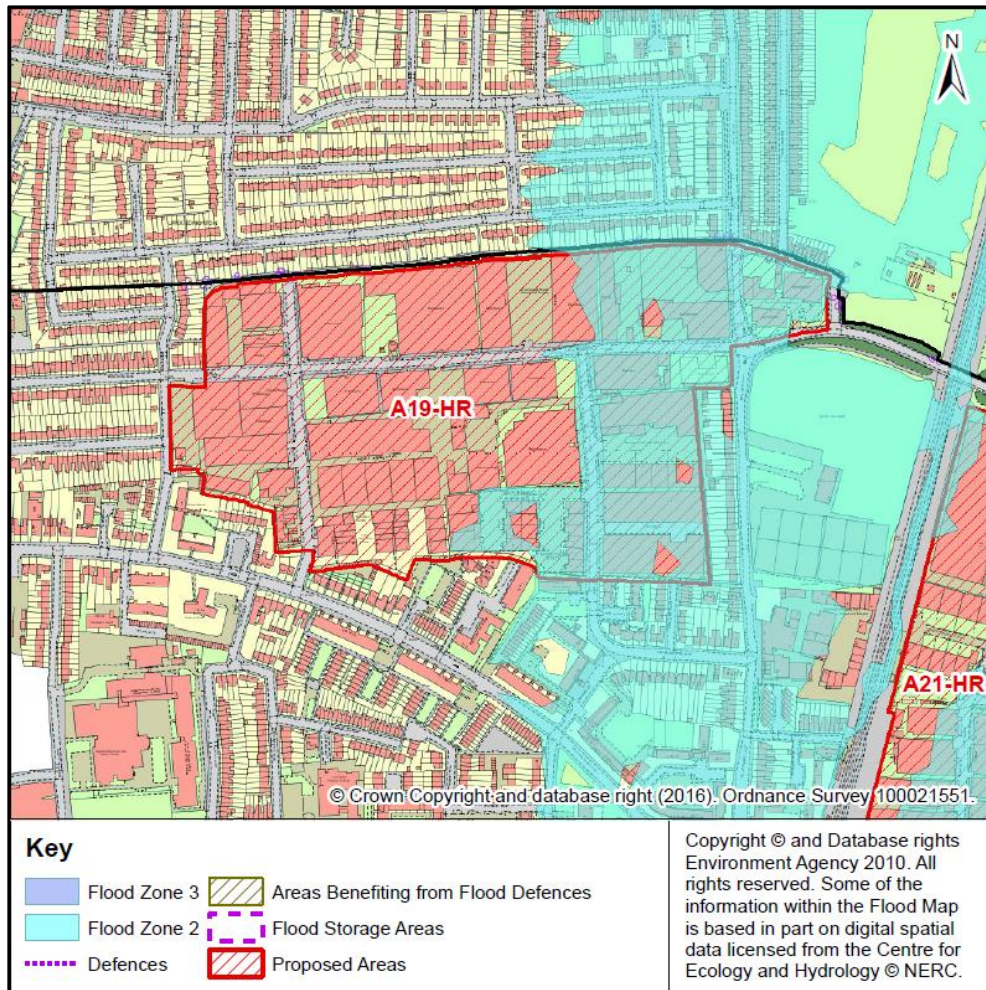 N
A19-HR
A21-HR
© Crown Copyright and database right (2016). Ordnance Survey 100021551.
Key
Flood Zone 3
Areas Benefiting from Flood Defences
Flood Zone 2
Flood Storage Areas
Defences
Proposed Areas
Copyright © and Database rights
Environment Agency 2010. All
rights reserved. Some of the
information within the Flood Map
is based in part on digital spatial
data licensed from the Centre for
Ecology and Hydrology © NERC.